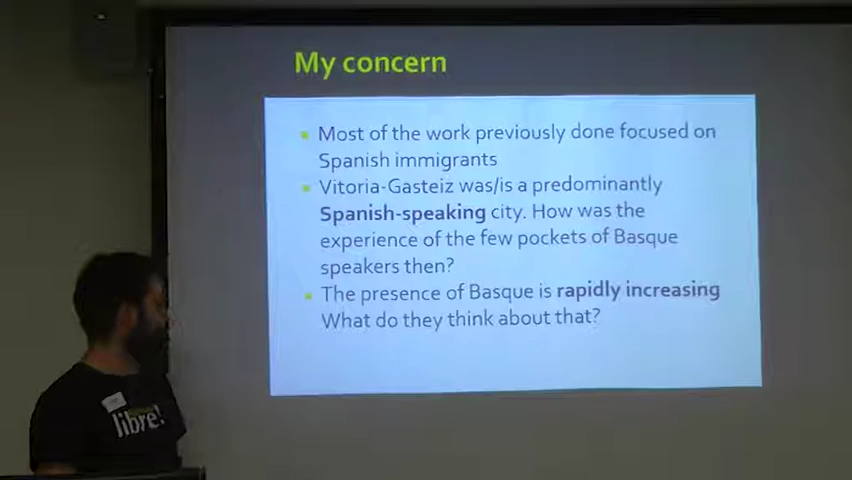 My concern
Most of the work previously done focused on
Spanish immigrants
Vitoria-Gasteiz was/is a predominantly
Spanish-speaking city. How was the
experience of the few pockets of Basque
speakers then?
The presence of Basque is rapidly increasing
What do they think about that?
libre!